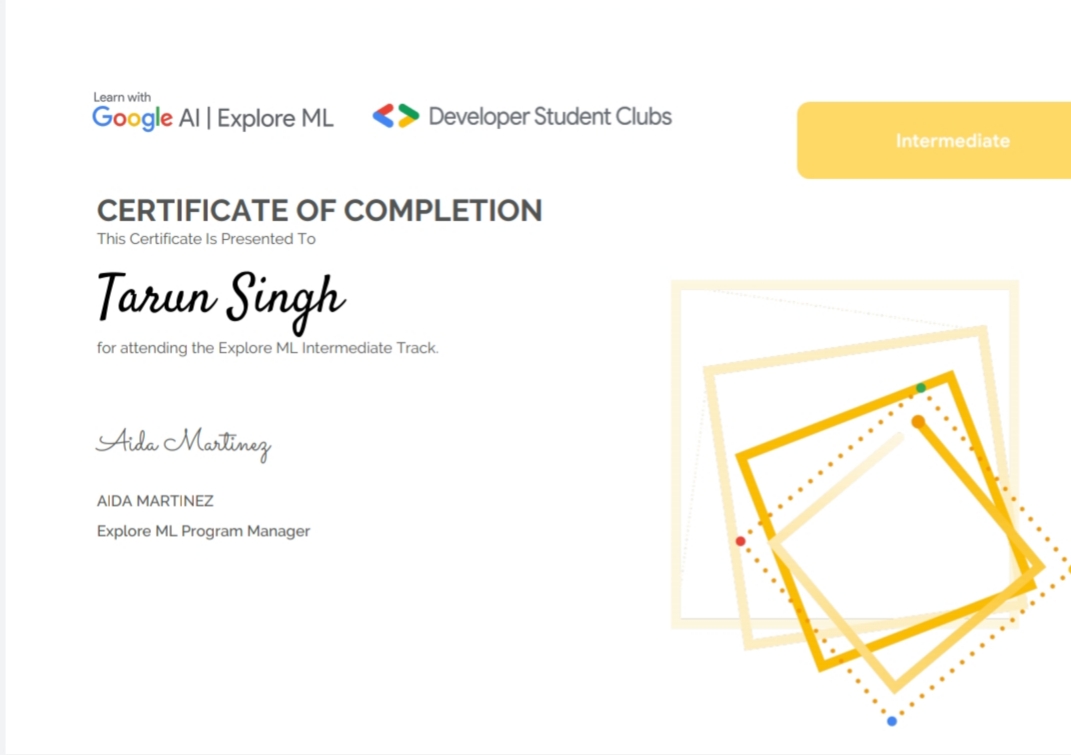 Learn with
Google AI | Explore ML
Developer Student Clubs
Intermediate
CERTIFICATE OF COMPLETION
This Certificate Is Presented To
Tarun Singh
for attending the Explore ML Intermediate Track.
Aida Martinez
AIDA MARTINEZ
Explore ML Program Manager